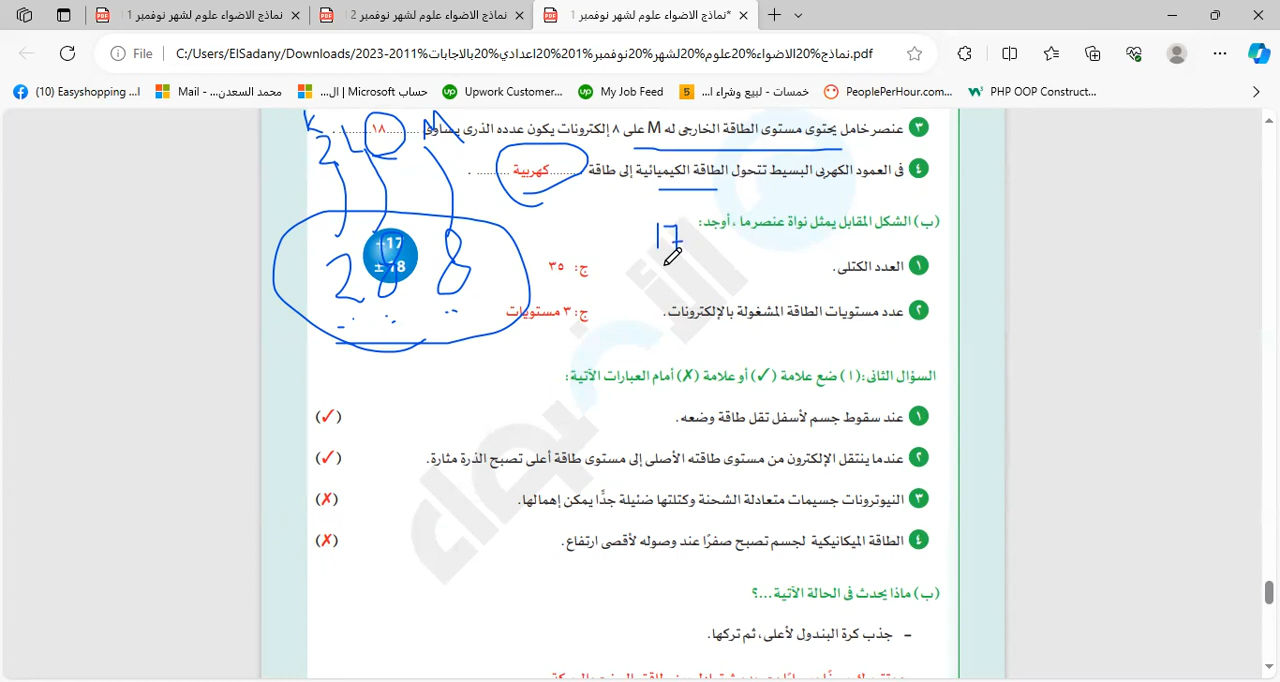 نماذج الاضواء علوم لشهر نوفمبر 1
نماذج الاضواء علوم لشهر نوفمبر 2
نماذج الاضواء علوم لشهر نوفمبر 1*
File
C:/Users/ElSadany/Downloads/2023-2011%20نماذج%20الاضواء%20علوم%20لشهر%20نوفمبر%201%20اعدادي%20بالاجابات.pdf
(10) Easyshopping ...l
محمد السعدن... - Mail
حساب Microsoft ال...
Upwork Customer...
My Job Feed
خمسات - لبيع وشراء ا...
PeoplePerHour.com...
PHP OOP Construct...
٣ عنصر خامل يحتوى مستوى الطاقة الخارجى له M على ٨ إلكترونات يكون عدده الذرى يساوى ........١٨........ .
٤ فى العمود الكهربى البسيط تتحول الطاقة الكيميائية إلى طاقة .........كهربية......... .
K L M
2 8 8
(ب) الشكل المقابل يمثل نواة عنصر ما ، أوجد:
17
+17
± 18
١ العدد الكتلى.
ج: ٣٥
٢ عدد مستويات الطاقة المشغولة بالإلكترونات.
ج: ٣ مستويات
السؤال الثانى: (١) ضع علامة (✓) أو علامة (✗) أمام العبارات الآتية:
١ عند سقوط جسم لأسفل تقل طاقة وضعه. (✓)
٢ عندما ينتقل الإلكترون من مستوى طاقته الأصلى إلى مستوى طاقة أعلى تصبح الذرة مثارة. (✓)
٣ النيوترونات جسيمات متعادلة الشحنة وكتلتها ضئيلة جدًّا يمكن إهمالها. (✗)
٤ الطاقة الميكانيكية لجسم تصبح صفرًا عند وصوله لأقصى ارتفاع. (✗)
(ب) ماذا يحدث فى الحالة الآتية ...؟
- جذب كرة البندول لأعلى، ثم تركها.
الأضواء